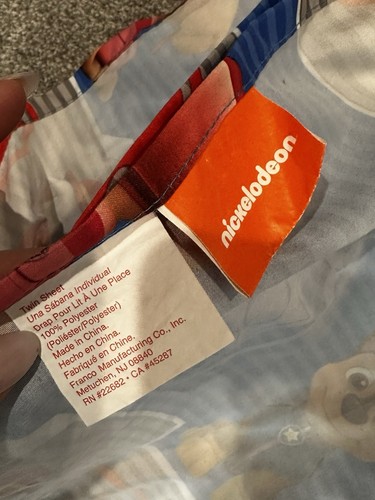 nickelodeon
Twin Sheet
Una Sábana Individual
Drap Pour Lit À Une Place
100% Polyester
(Poliéster/Polyester)
Made in China.
Hecho en China.
Fabriqué en Chine.
Franco Manufacturing Co., Inc.
Metuchen, NJ 08840
RN #22582 • CA #45287